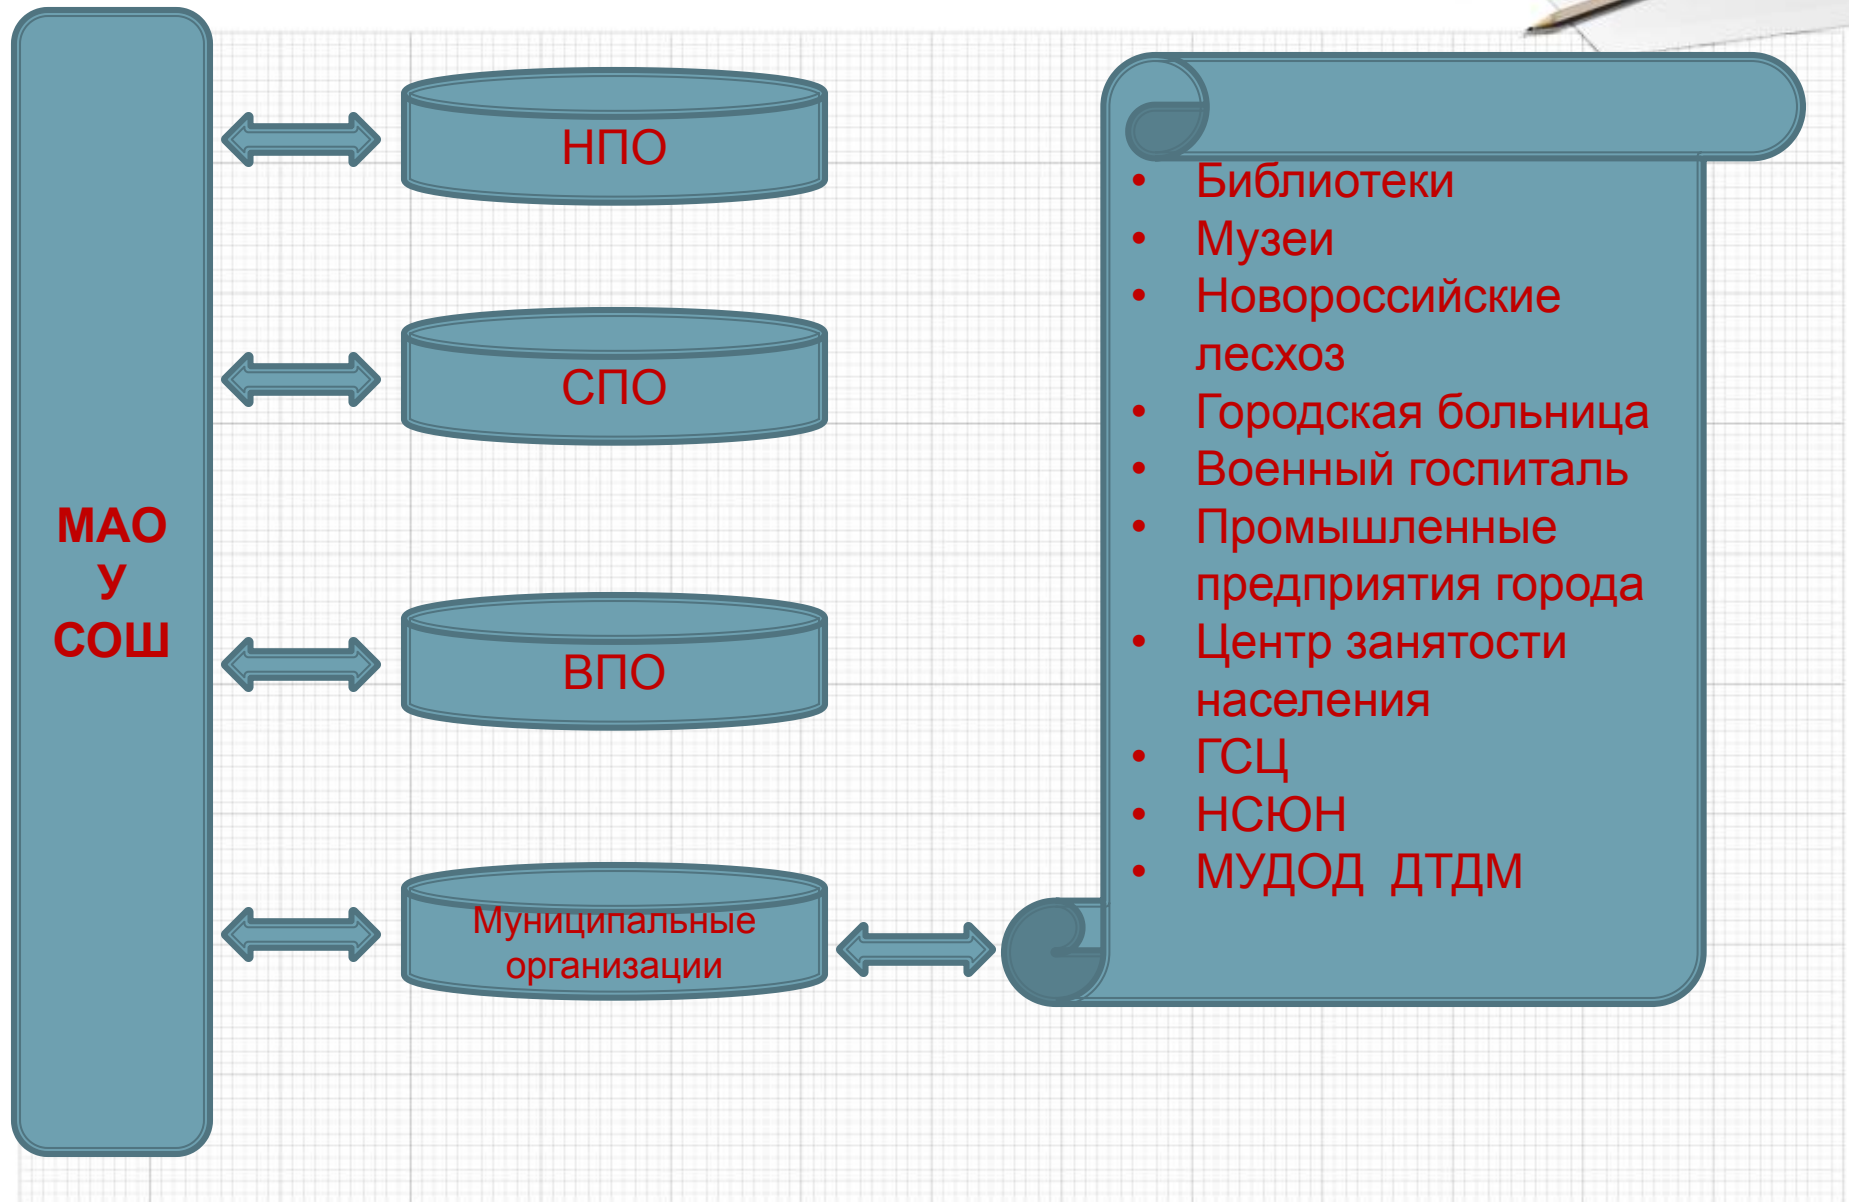 МАО
У
СОШ
НПО
СПО
ВПО
Муниципальные
организации
• Библиотеки
• Музеи
• Новороссийские
лесхоз
• Городская больница
• Военный госпиталь
• Промышленные
предприятия города
• Центр занятости
населения
• ГСЦ
• НСЮН
• МУДОД ДТДМ